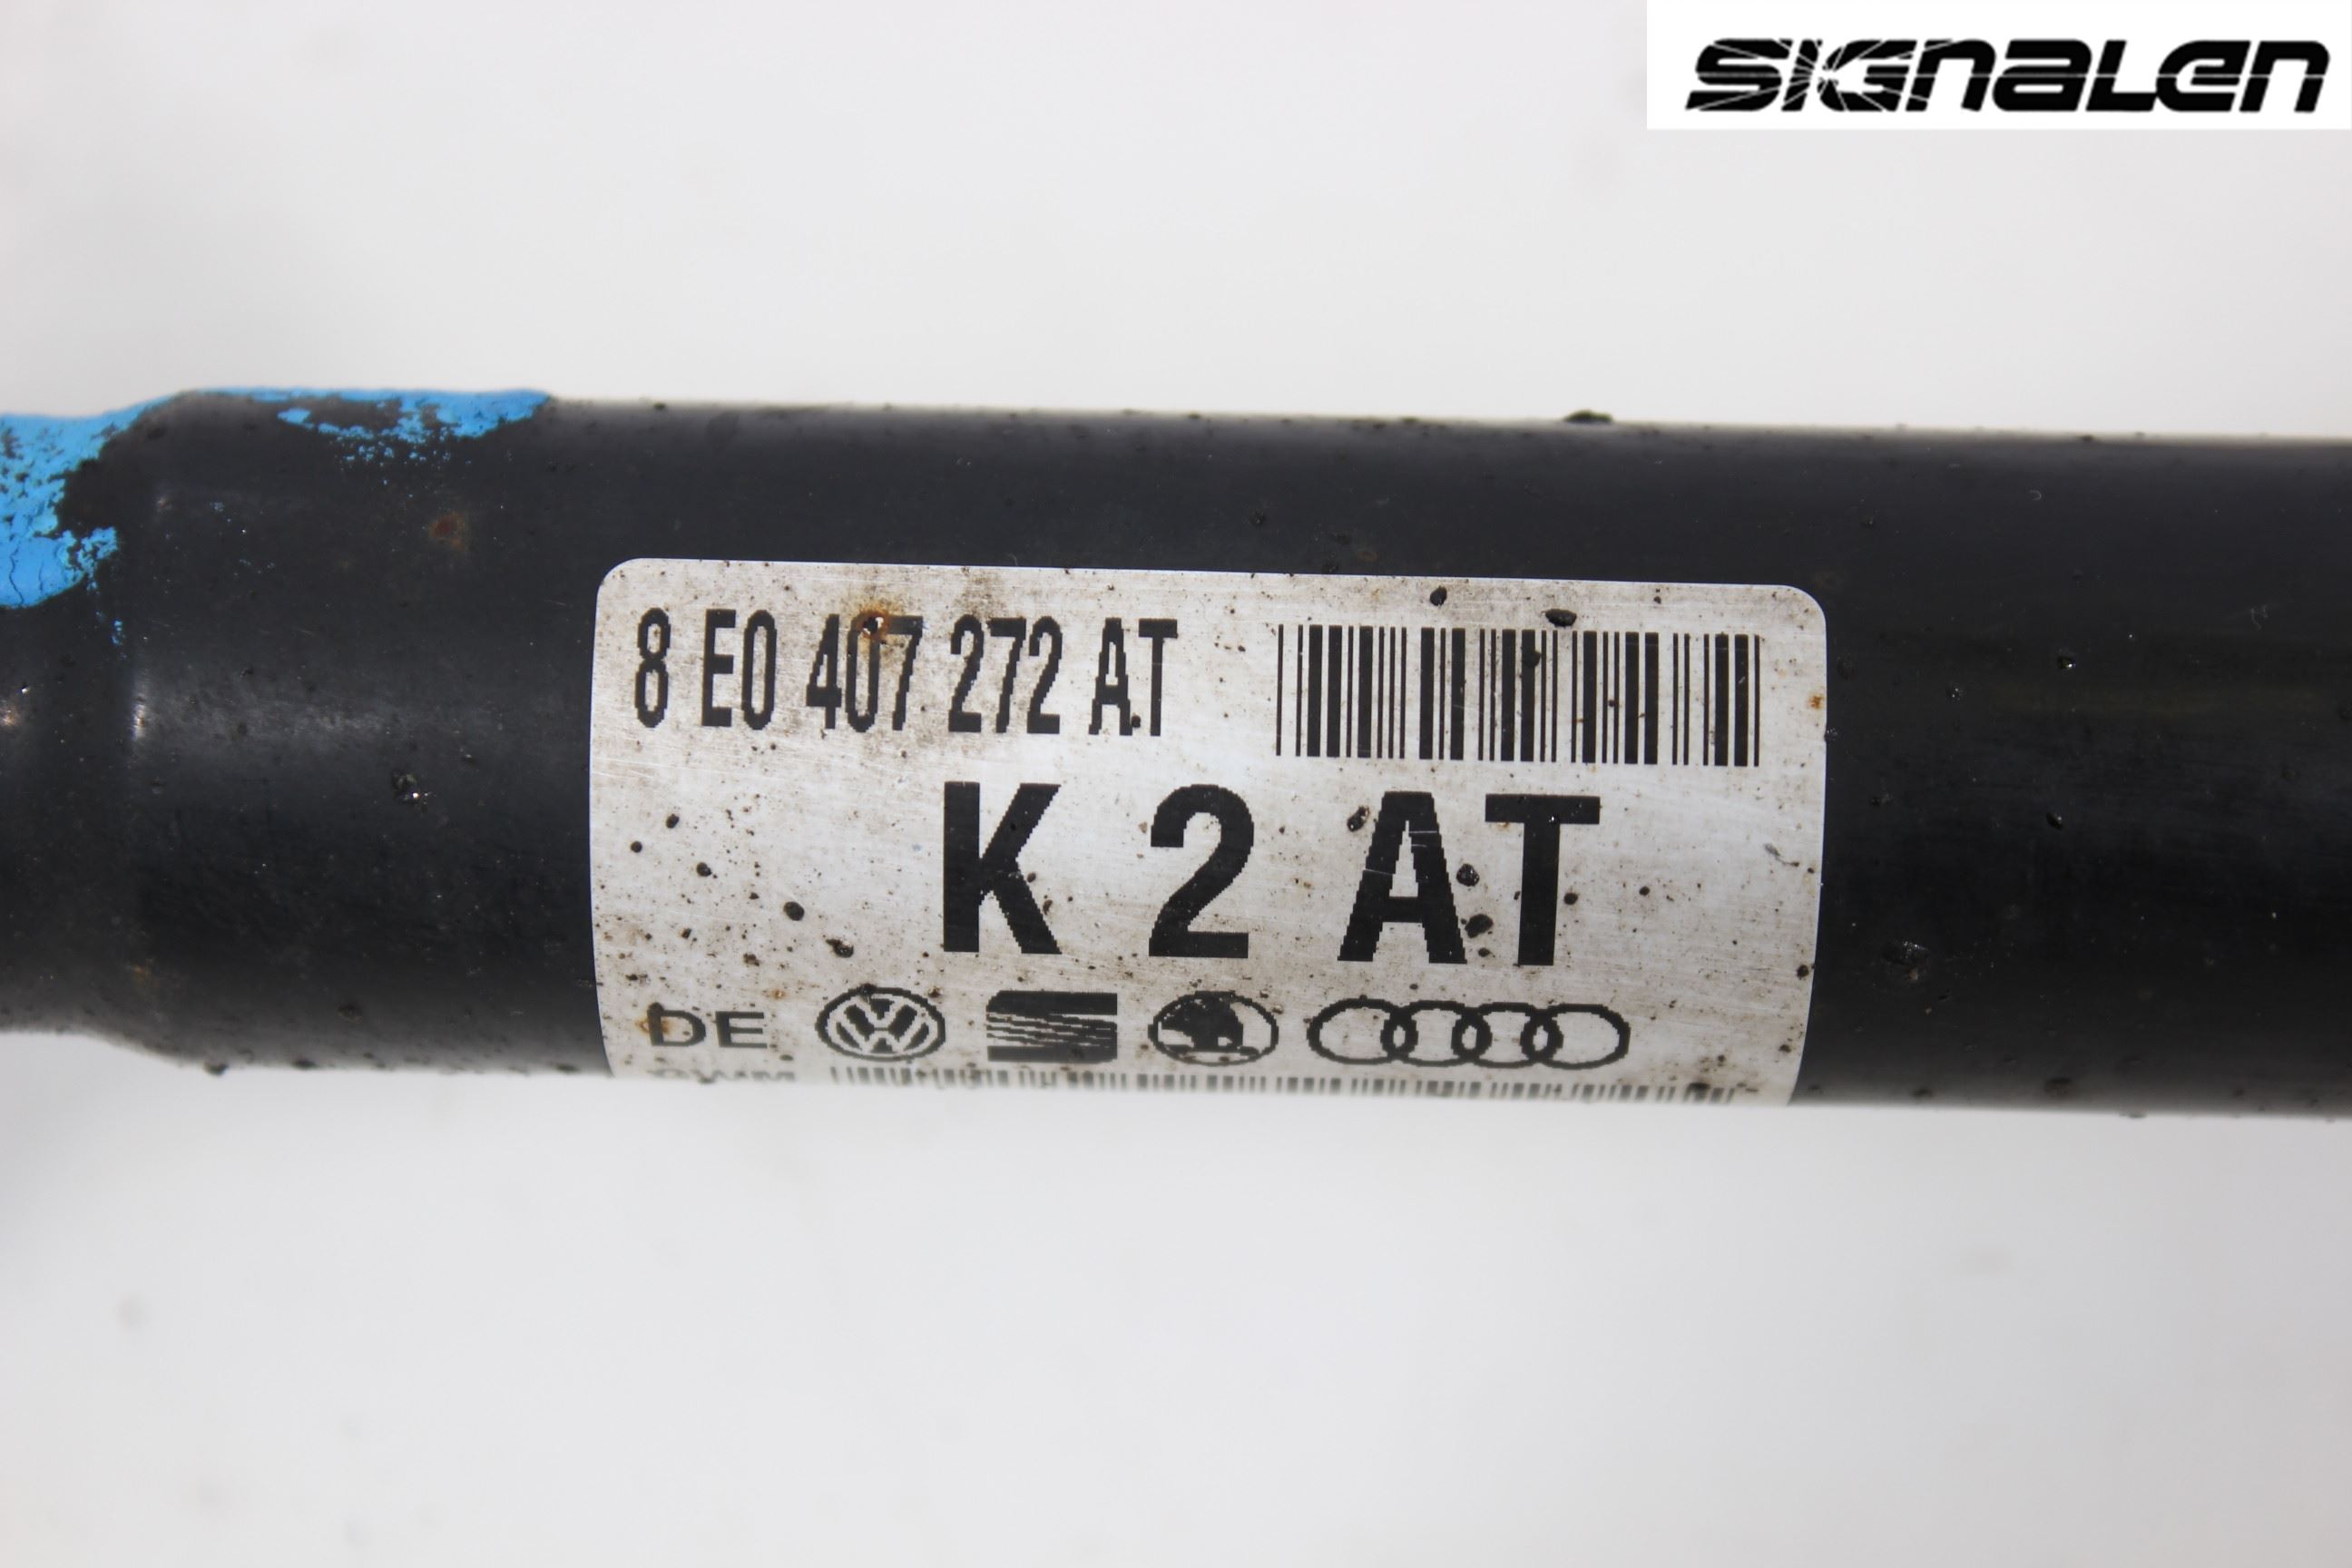 SIGNALEN
8 E0 407 272 AT
K 2 AT
DE